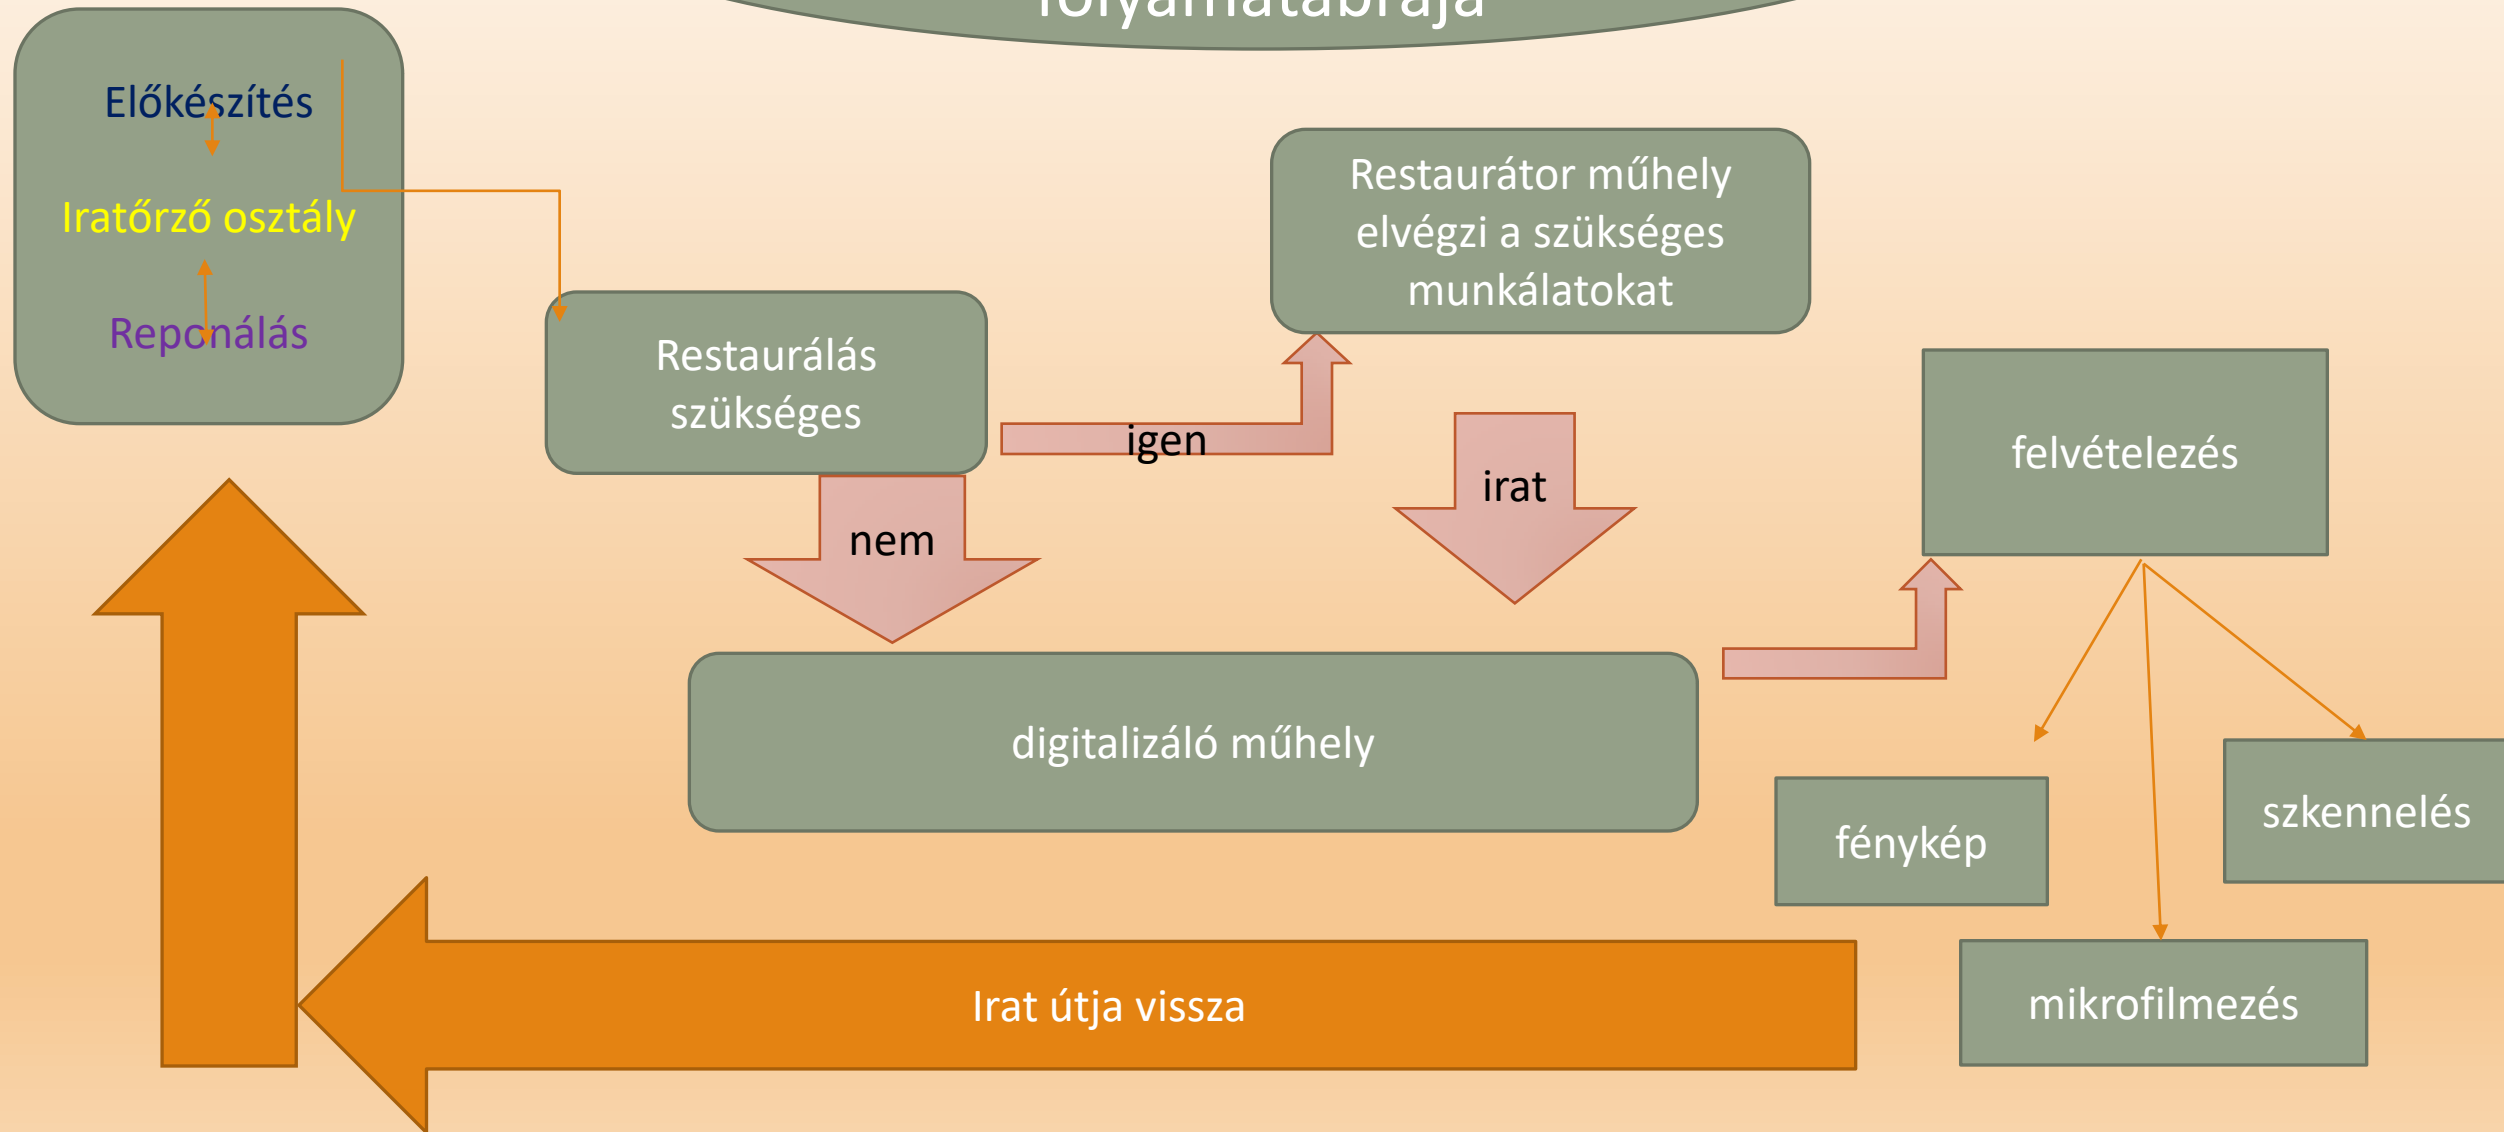 folyamatábrája
Előkészítés
Iratőrző osztály
Reponálás
Restaurálás
szükséges
igen
nem
Restaurátor műhely
elvégzi a szükséges
munkálatokat
irat
felvételezés
digitalizáló műhely
fénykép
szkennelés
mikrofilmezés
Irat útja vissza